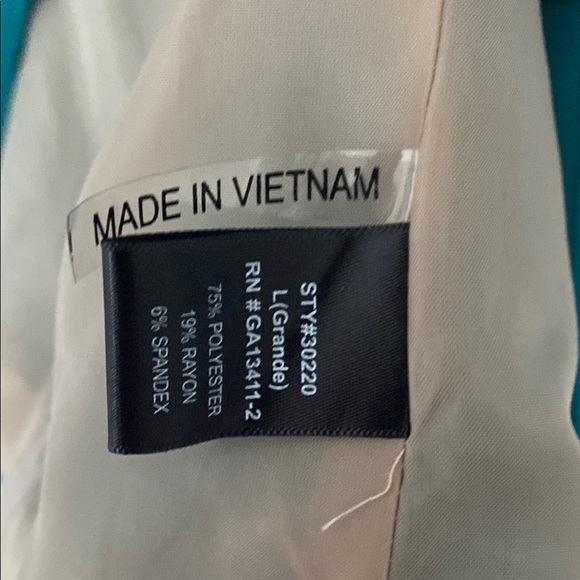 MADE IN VIETNAM
STY#30220
L(Grande)
RN #GA13411-2
75% POLYESTER
19% RAYON
6% SPANDEX